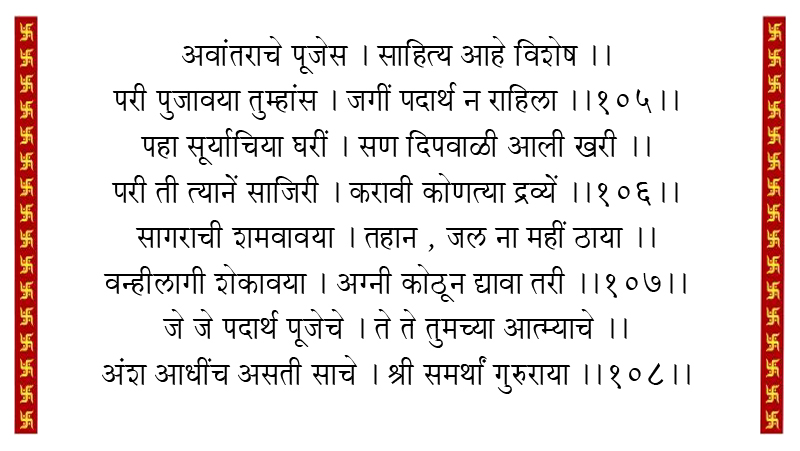 अवांतराचे पूजेस । साहित्य आहे विशेष ।।
परी पुजावया तुम्हांस । जगीं पदार्थ न राहिला ।।१०५।।
पहा सूर्याचिया घरीं । सण दिपवाळी आली खरी ।।
परी ती त्यानें साजिरी । करावी कोणत्या द्रव्यें ।।१०६।।
सागराची शमवावया । तहान , जल ना महीं ठाया ।।
वन्हीलागी शेकावया । अग्नी कोठून द्यावा तरी ।।१०७।।
जे जे पदार्थ पूजेचे । ते ते तुमच्या आत्म्याचे ।।
अंश आधींच असती साचे । श्री समर्थां गुरुराया ।।१०८।।